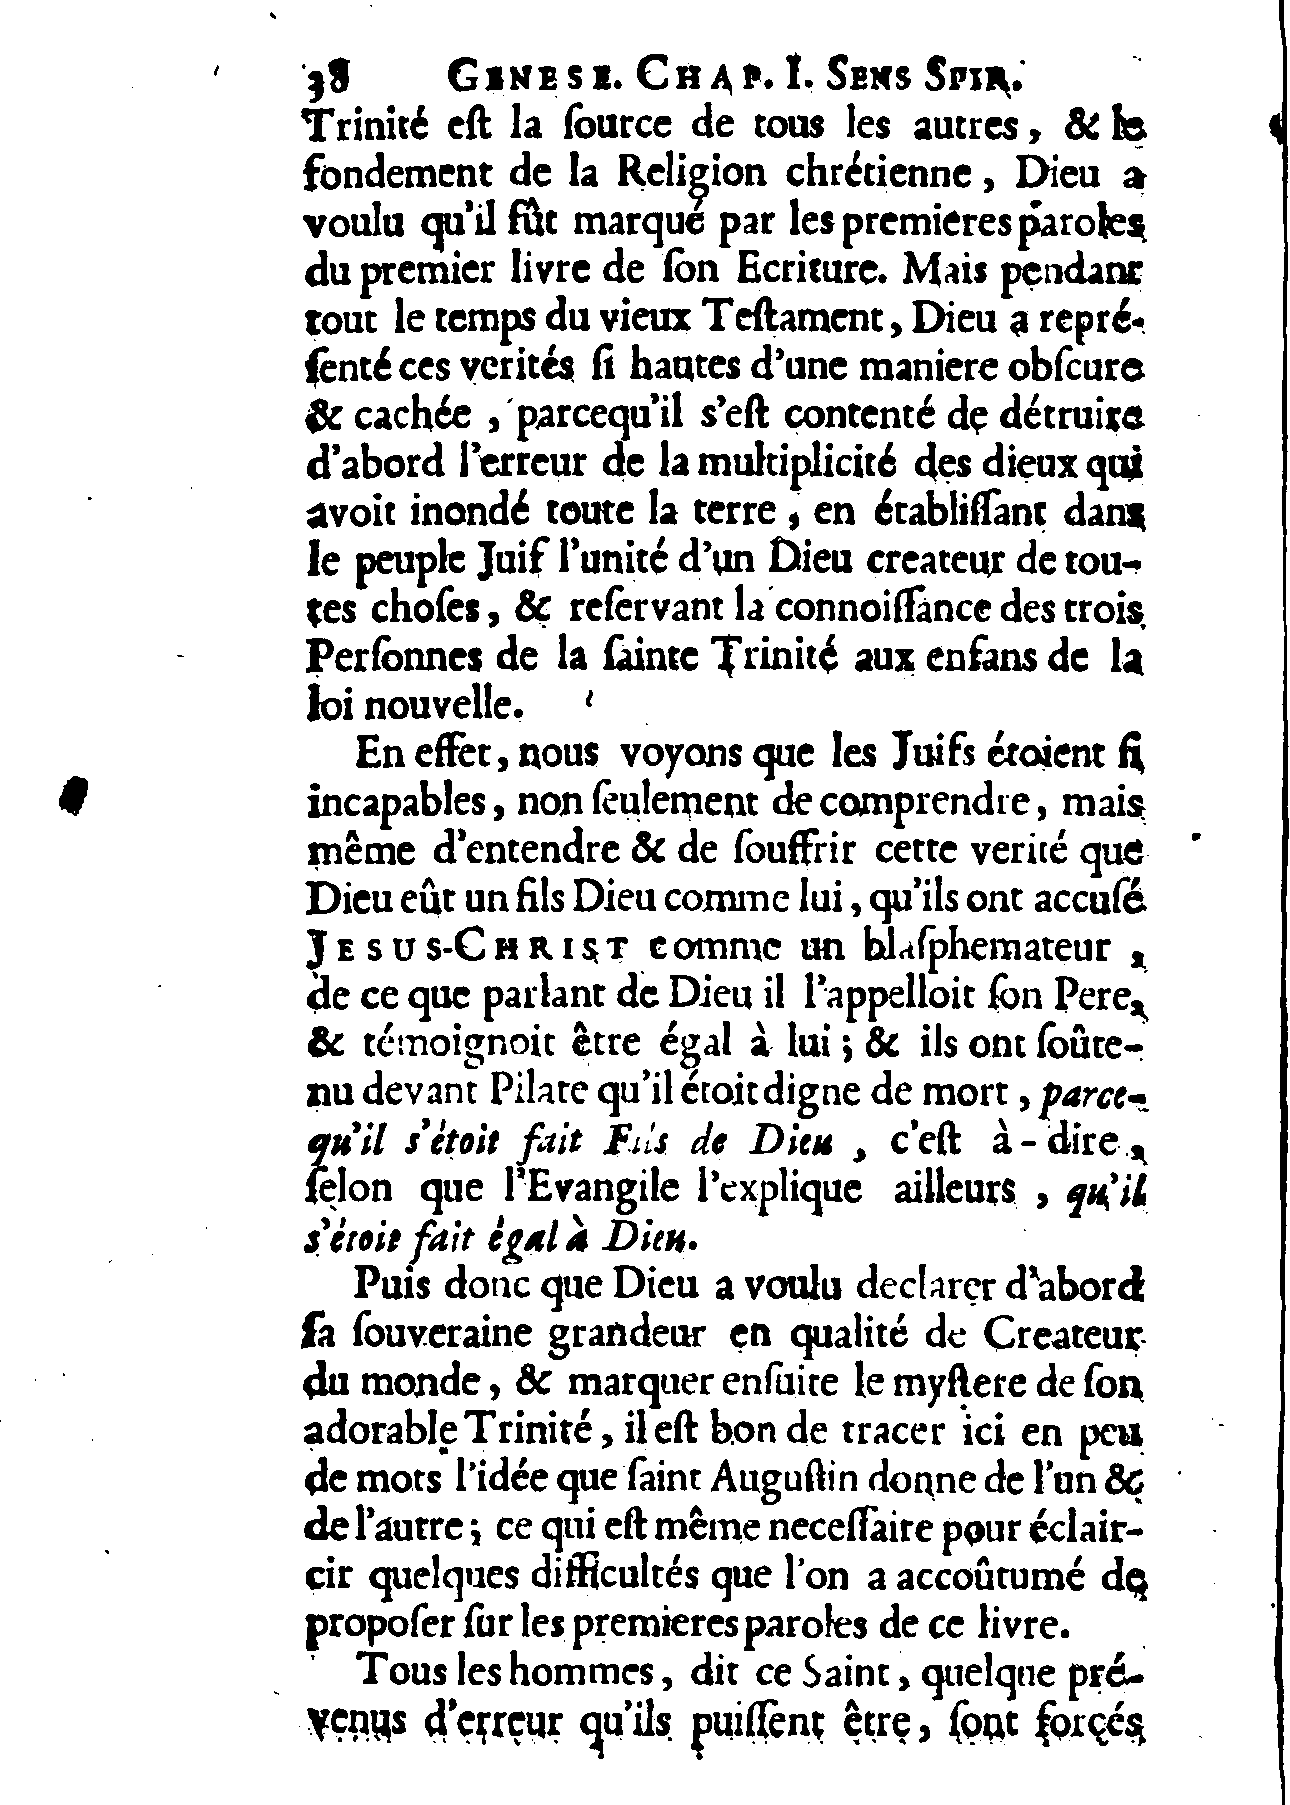 38 GENESE. CHAP. I. SENS SPIR.
Trinité eſt la ſource de tous les autres, & le
fondement de la Religion chrétienne, Dieu a
voulu qu'il fût marqué par les premieres paroles
du premier livre de ſon Ecriture. Mais pendant
tout le temps du vieux Teſtament, Dieu a repré-
ſenté ces verités ſi hautes d'une maniere obſcure
& cachée, parcequ'il s'eſt contenté de détruire
d'abord l'erreur de la multiplicité des dieux qui
avoit inondé toute la terre, en établiſſant dans
le peuple Juif l'unité d'un Dieu createur de tou-
tes choſes, & reſervant la connoiſſance des trois
Perſonnes de la ſainte Trinité aux enfans de la
loi nouvelle.
En effet, nous voyons que les Juifs étoient ſi
incapables, non ſeulement de comprendre, mais
même d'entendre & de ſouffrir cette verité que
Dieu eût un fils Dieu comme lui, qu'ils ont accuſé
JESUS-CHRIST comme un blaſphemateur,
de ce que parlant de Dieu il l'appelloit ſon Pere,
& témoignoit être égal à lui; & ils ont ſoûte-
nu devant Pilate qu'il étoit digne de mort, parce-
qu'il s'étoit fait Fils de Dieu, c'eſt à-dire,
ſelon que l'Evangile l'explique ailleurs, qu'il
s'étoit fait égal à Dieu.
Puis donc que Dieu a voulu declarer d'abord
ſa ſouveraine grandeur en qualité de Createur
du monde, & marquer enſuite le myſtere de ſon
adorable Trinité, il eſt bon de tracer ici en peu
de mots l'idée que ſaint Auguſtin donne de l'un &
de l'autre; ce qui eſt même neceſſaire pour éclair-
cir quelques difficultés que l'on a accoûtumé de
propoſer ſur les premieres paroles de ce livre.
Tous les hommes, dit ce Saint, quelque pré-
venus d'erreur qu'ils puiſſent être, ſont forçés